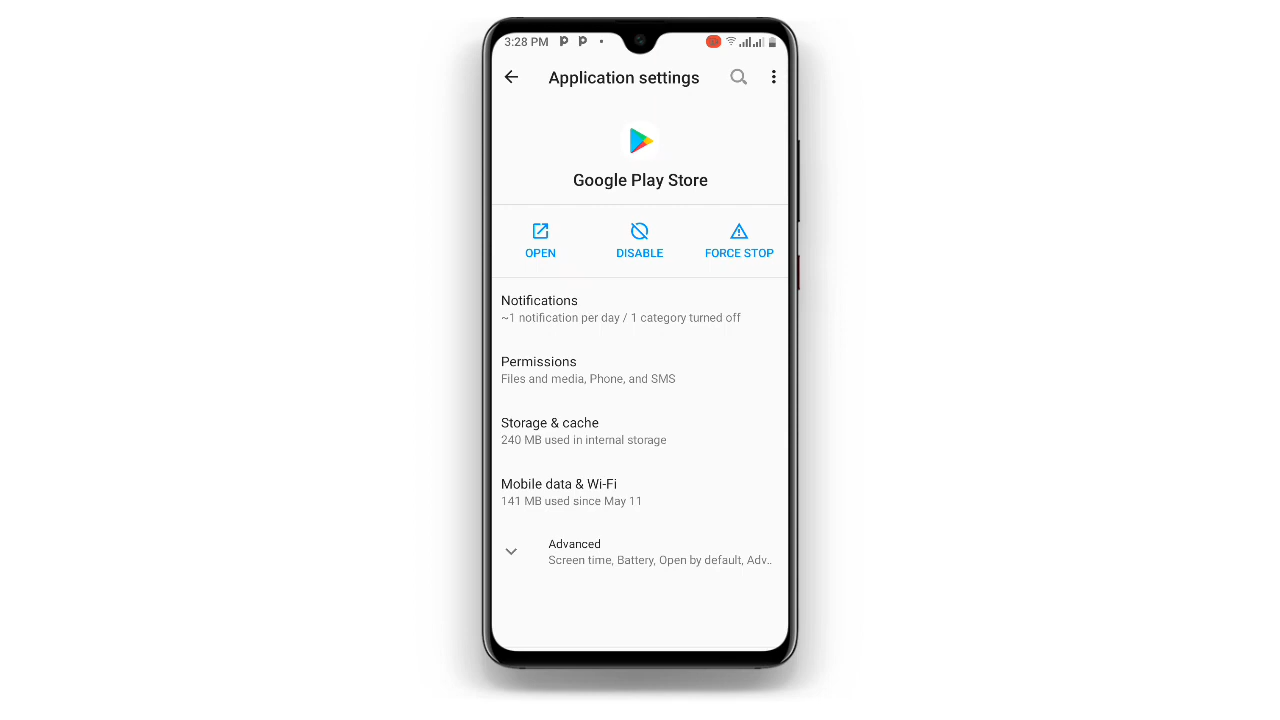 3:28 PM
Application settings
Google Play Store
OPEN
DISABLE
FORCE STOP
Notifications
~1 notification per day / 1 category turned off
Permissions
Files and media, Phone, and SMS
Storage & cache
240 MB used in internal storage
Mobile data & Wi-Fi
141 MB used since May 11
Advanced
Screen time, Battery, Open by default, Adv..